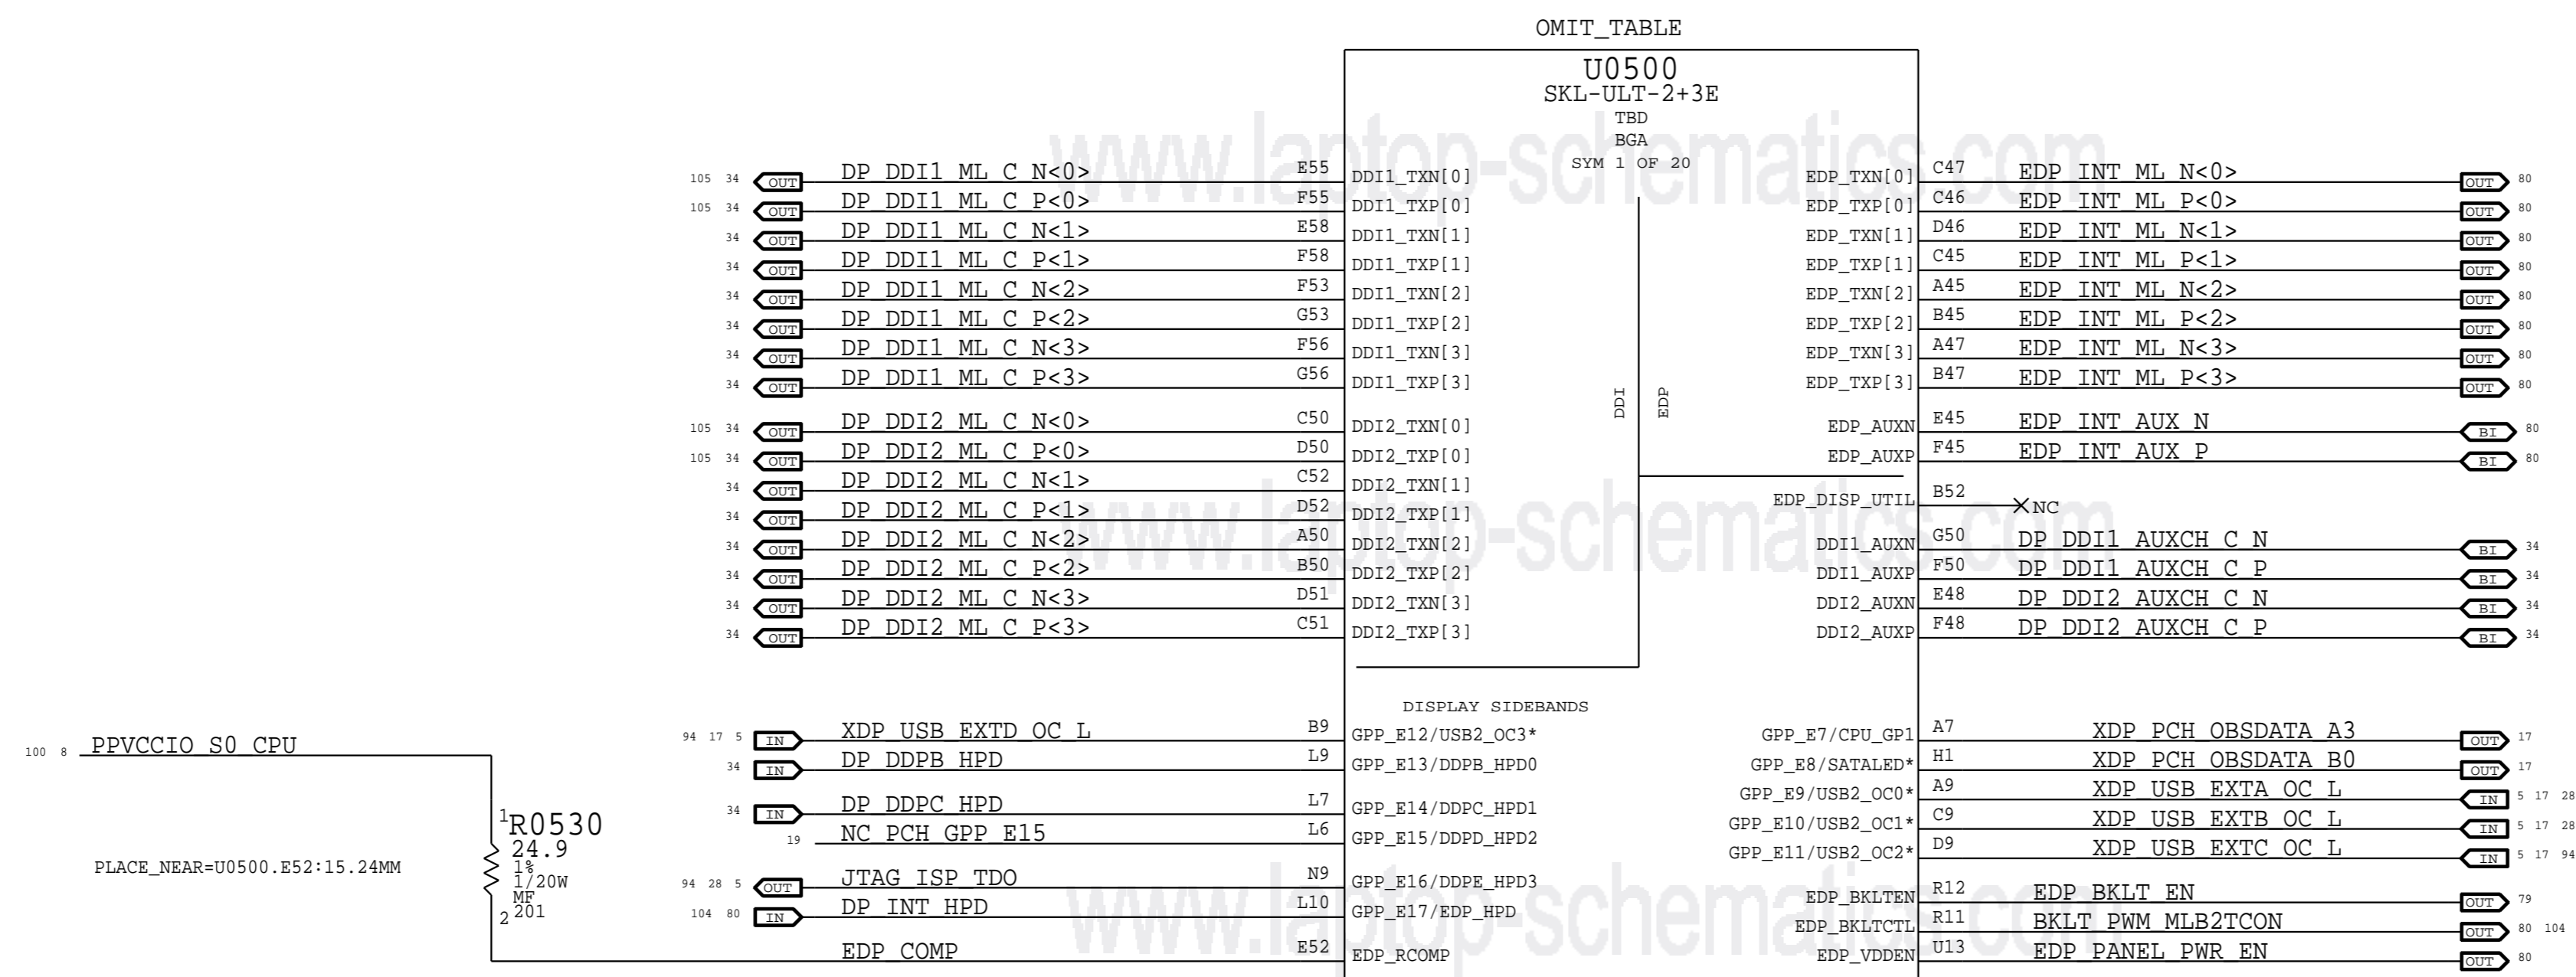 OMIT_TABLE
U0500
SKL-ULT-2+3E
TBD
BGA
SYM 1 OF 20
www.laptop-schematics.com
105 34 OUT DP_DDI1_ML_C_N<0> E55 DDI1_TXN[0] EDP_TXN[0] C47 EDP_INT_ML_N<0> OUT 80
105 34 OUT DP_DDI1_ML_C_P<0> F55 DDI1_TXP[0] EDP_TXP[0] C46 EDP_INT_ML_P<0> OUT 80
34 OUT DP_DDI1_ML_C_N<1> E58 DDI1_TXN[1] EDP_TXN[1] D46 EDP_INT_ML_N<1> OUT 80
34 OUT DP_DDI1_ML_C_P<1> F58 DDI1_TXP[1] EDP_TXP[1] C45 EDP_INT_ML_P<1> OUT 80
34 OUT DP_DDI1_ML_C_N<2> F53 DDI1_TXN[2] EDP_TXN[2] A45 EDP_INT_ML_N<2> OUT 80
34 OUT DP_DDI1_ML_C_P<2> G53 DDI1_TXP[2] EDP_TXP[2] B45 EDP_INT_ML_P<2> OUT 80
34 OUT DP_DDI1_ML_C_N<3> F56 DDI1_TXN[3] EDP_TXN[3] A47 EDP_INT_ML_N<3> OUT 80
34 OUT DP_DDI1_ML_C_P<3> G56 DDI1_TXP[3] EDP_TXP[3] B47 EDP_INT_ML_P<3> OUT 80
DDI EDP
105 34 OUT DP_DDI2_ML_C_N<0> C50 DDI2_TXN[0] EDP_AUXN E45 EDP_INT_AUX_N BI 80
105 34 OUT DP_DDI2_ML_C_P<0> D50 DDI2_TXP[0] EDP_AUXP F45 EDP_INT_AUX_P BI 80
34 OUT DP_DDI2_ML_C_N<1> C52 DDI2_TXN[1] EDP_DISP_UTIL B52 NC
34 OUT DP_DDI2_ML_C_P<1> D52 DDI2_TXP[1]
www.laptop-schematics.com
34 OUT DP_DDI2_ML_C_N<2> A50 DDI2_TXN[2] DDI1_AUXN G50 DP_DDI1_AUXCH_C_N BI 34
34 OUT DP_DDI2_ML_C_P<2> B50 DDI2_TXP[2] DDI1_AUXP F50 DP_DDI1_AUXCH_C_P BI 34
34 OUT DP_DDI2_ML_C_N<3> D51 DDI2_TXN[3] DDI2_AUXN E48 DP_DDI2_AUXCH_C_N BI 34
34 OUT DP_DDI2_ML_C_P<3> C51 DDI2_TXP[3] DDI2_AUXP F48 DP_DDI2_AUXCH_C_P BI 34
DISPLAY SIDEBANDS
94 17 5 IN XDP_USB_EXTD_OC_L B9 GPP_E12/USB2_OC3* GPP_E7/CPU_GP1 A7 XDP_PCH_OBSDATA_A3 OUT 17
100 8 PPVCCIO_S0_CPU
34 IN DP_DDPB_HPD L9 GPP_E13/DDPB_HPD0 GPP_E8/SATALED* H1 XDP_PCH_OBSDATA_B0 OUT 17
GPP_E9/USB2_OC0* A9 XDP_USB_EXTA_OC_L IN 5 17 28
34 IN DP_DDPC_HPD L7 GPP_E14/DDPC_HPD1 GPP_E10/USB2_OC1* C9 XDP_USB_EXTB_OC_L IN 5 17 28
19 NC_PCH_GPP_E15 L6 GPP_E15/DDPD_HPD2 GPP_E11/USB2_OC2* D9 XDP_USB_EXTC_OC_L IN 5 17 94
1 R0530
24.9
1%
1/20W
MF
2 201
PLACE_NEAR=U0500.E52:15.24MM
94 28 5 OUT JTAG_ISP_TDO N9 GPP_E16/DDPE_HPD3 EDP_BKLTEN R12 EDP_BKLT_EN OUT 79
104 80 IN DP_INT_HPD L10 GPP_E17/EDP_HPD EDP_BKLTCTL R11 BKLT_PWM_MLB2TCON OUT 80 104
EDP_COMP E52 EDP_RCOMP EDP_VDDEN U13 EDP_PANEL_PWR_EN OUT 80
www.laptop-schematics.com